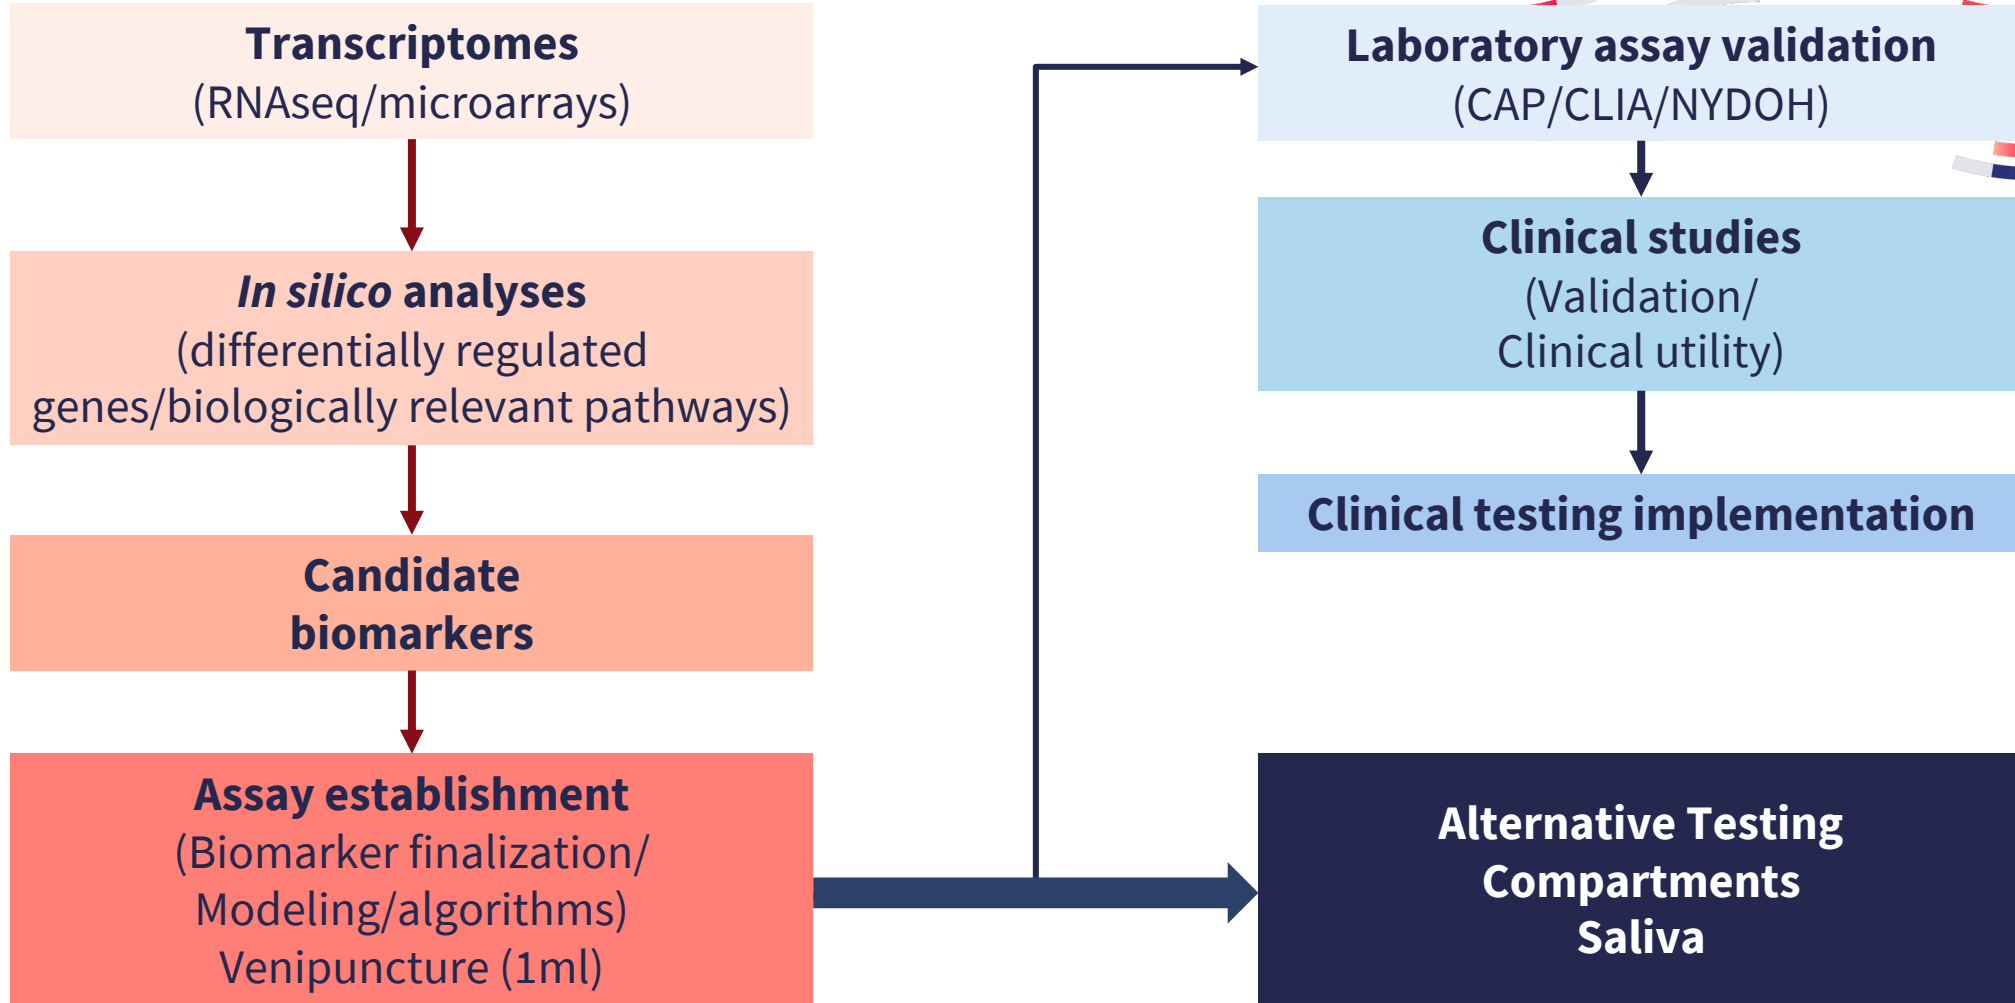 Transcriptomes
(RNAseq/microarrays)
In silico analyses
(differentially regulated
genes/biologically relevant pathways)
Candidate
biomarkers
Assay establishment
(Biomarker finalization/
Modeling/algorithms)
Venipuncture (1ml)
Laboratory assay validation
(CAP/CLIA/NYDOH)
Clinical studies
(Validation/
Clinical utility)
Clinical testing implementation
Alternative Testing
Compartments
Saliva